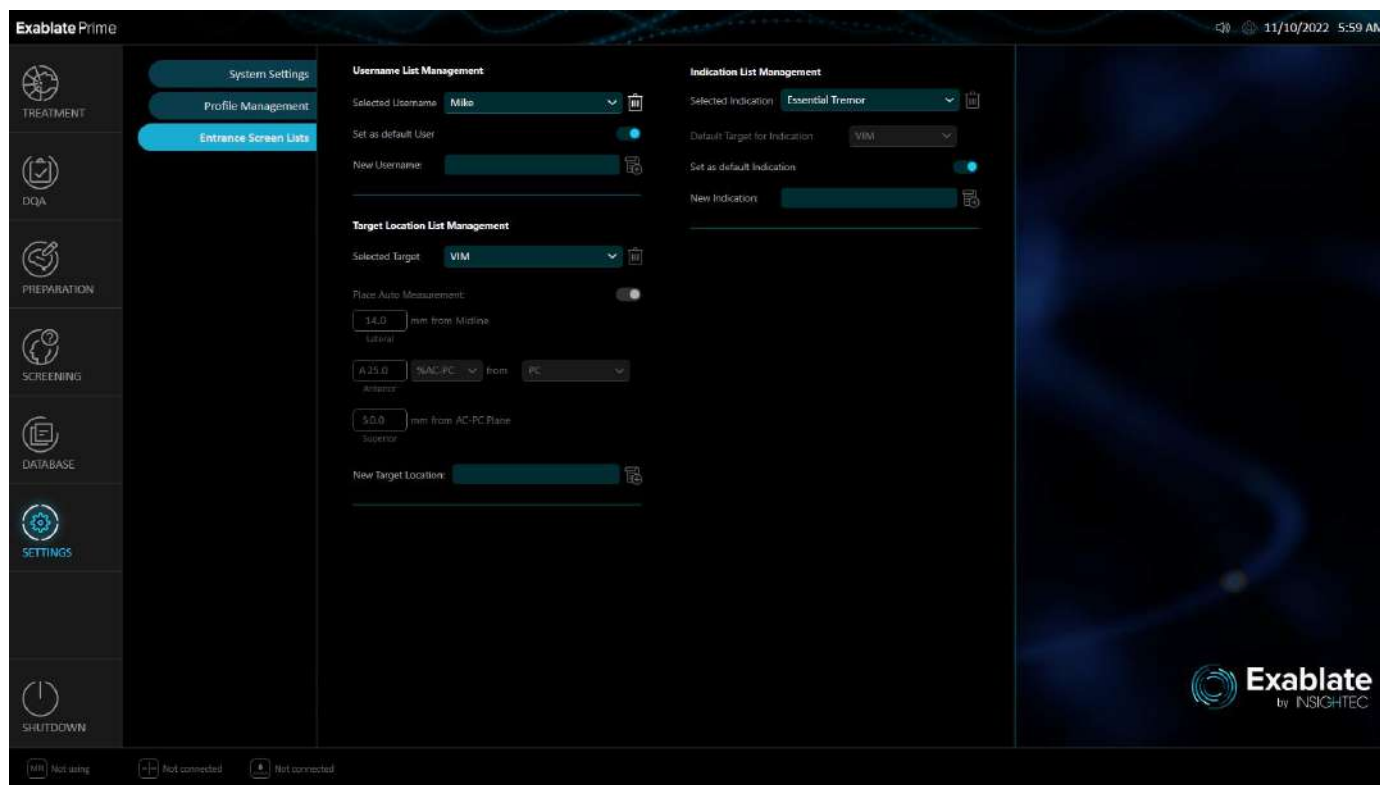 Exablate Prime
11/10/2022 5:59 AM
TREATMENT
DQA
PREPARATION
SCREENING
DATABASE
SETTINGS
SHUTDOWN
System Settings
Profile Management
Entrance Screen Lists
Username List Management
Selected Username Mike
Set as default User
New Username:
Target Location List Management
Selected Target VIM
Place Auto Measurement:
14.0 mm from Midline
Lateral
A 25.0 %AC-PC from PC
Anterior
S 0.0 mm from AC-PC Plane
Superior
New Target Location:
Indication List Management
Selected Indication Essential Tremor
Default Target for Indication VIM
Set as default Indication
New Indication:
Exablate
by INSIGHTEC
MR Not using
Not connected
Not connected